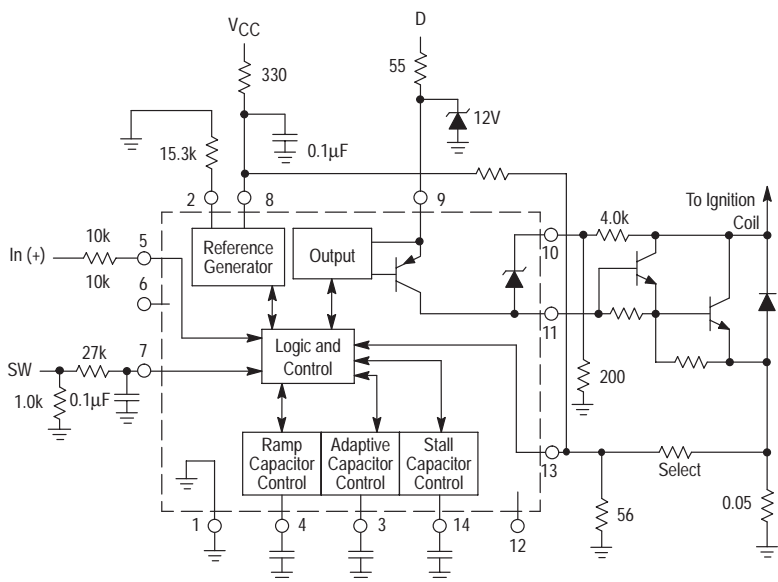 VCC
D
330
55
12V
0.1μF
15.3k
2
8
9
To Ignition
Coil
4.0k
10
In (+)
10k
10k
5
6
Reference
Generator
Output
11
SW
27k
7
Logic and
Control
200
1.0k
0.1μF
Ramp
Capacitor
Control
Adaptive
Capacitor
Control
Stall
Capacitor
Control
13
Select
0.05
56
1
4
3
14
12